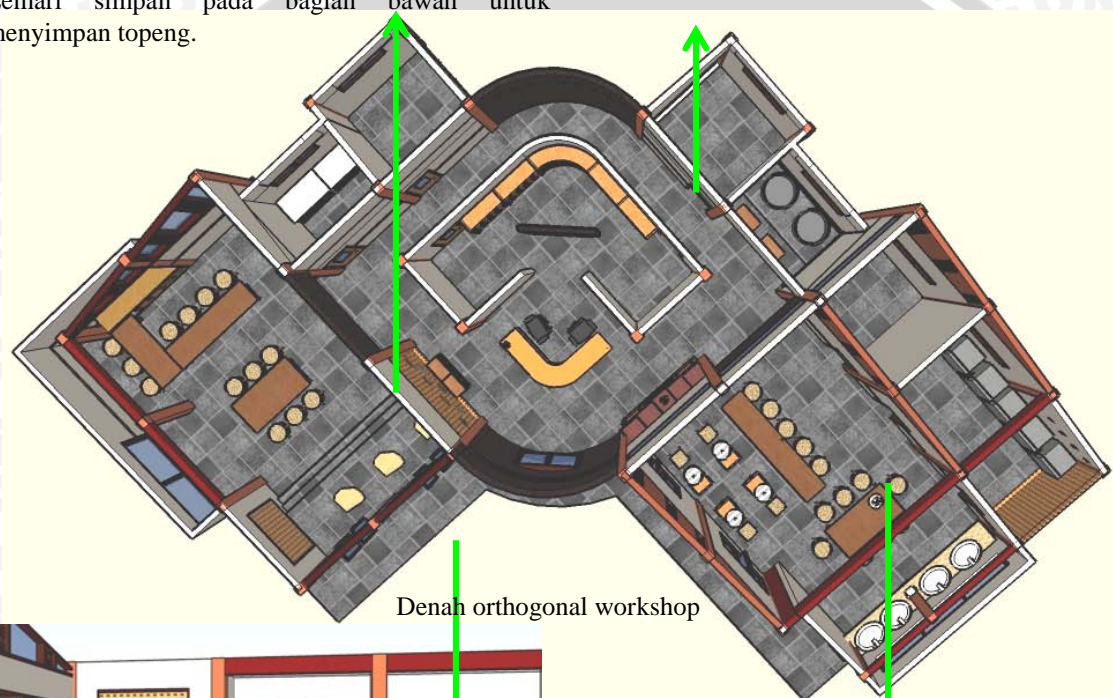 lemari simpan pada bagian bawah untuk
menyimpan topeng.
Denah orthogonal workshop